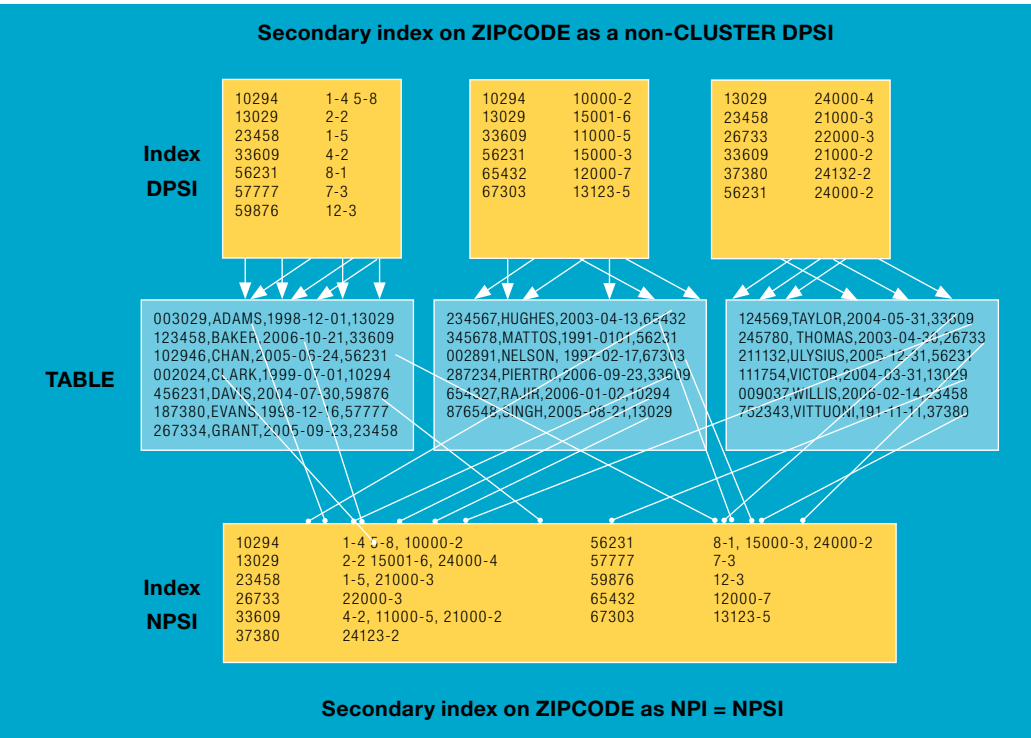 Secondary index on ZIPCODE as a non-CLUSTER DPSI
Index
DPSI
10294 1-4 5-8
13029 2-2
23458 1-5
33609 4-2
56231 8-1
57777 7-3
59876 12-3
10294 10000-2
13029 15001-6
33609 11000-5
56231 15000-3
65432 12000-7
67303 13123-5
13029 24000-4
23458 21000-3
26733 22000-3
33609 21000-2
37380 24132-2
56231 24000-2
TABLE
003029,ADAMS,1998-12-01,13029
123458,BAKER,2006-10-21,33609
102946,CHAN,2005-05-24,56231
002024,CLARK,1999-07-01,10294
456231,DAVIS,2004-07-30,59876
187380,EVANS,1998-12-16,57777
267334,GRANT,2005-09-23,23458
234567,HUGHES,2003-04-13,65432
345678,MATTOS,1991-0101,56231
002891,NELSON, 1997-02-17,67303
287234,PIERTRO,2006-09-23,33609
654327,RAJIR,2006-01-02,10294
876548,SINGH,2005-08-21,13029
124569,TAYLOR,2004-05-31,33609
245780, THOMAS,2003-04-30,26733
211132,ULYSIUS,2005-12-31,56231
111754,VICTOR,2004-03-31,13029
009037,WILLIS,2006-02-14,23458
752343,VITTUONI,191-11-11,37380
Index
NPSI
10294 1-4 5-8, 10000-2
13029 2-2 15001-6, 24000-4
23458 1-5, 21000-3
26733 22000-3
33609 4-2, 11000-5, 21000-2
37380 24123-2
56231 8-1, 15000-3, 24000-2
57777 7-3
59876 12-3
65432 12000-7
67303 13123-5
Secondary index on ZIPCODE as NPI = NPSI